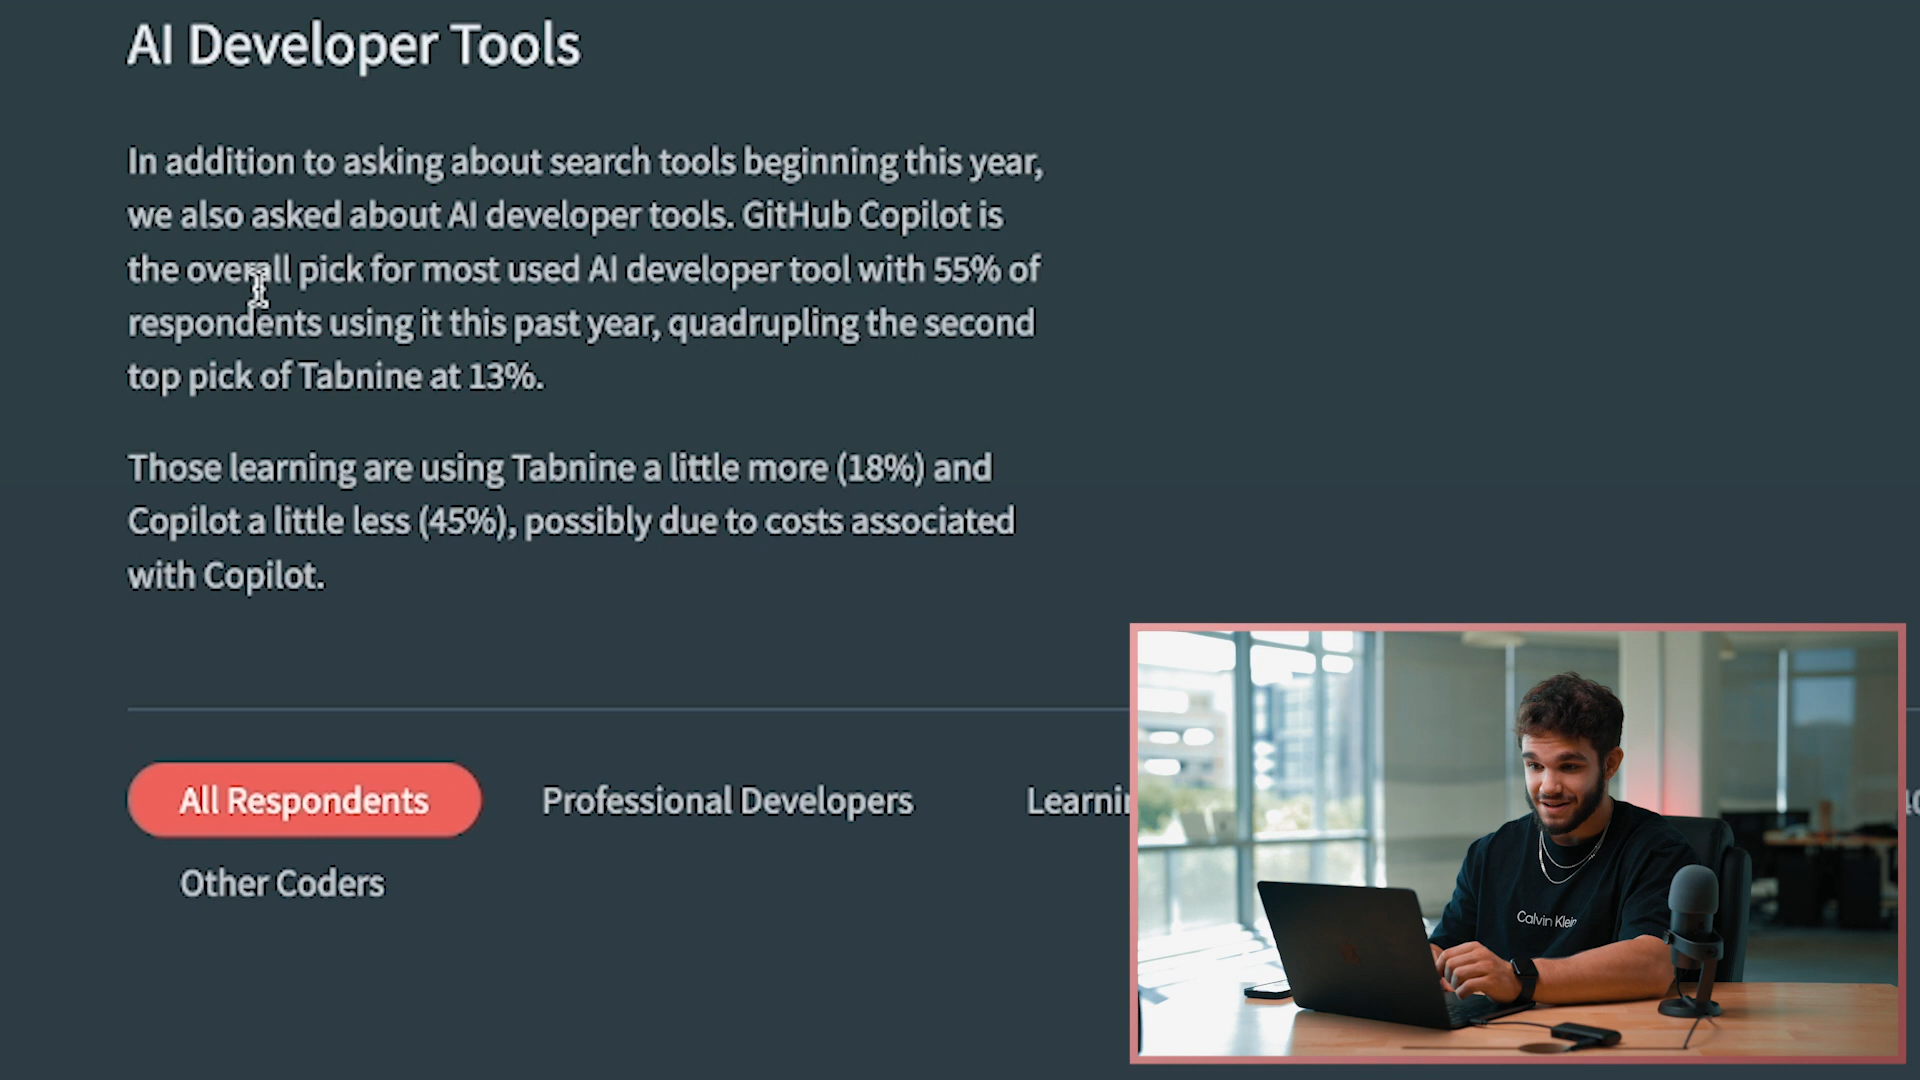 AI Developer Tools
In addition to asking about search tools beginning this year,
we also asked about AI developer tools. GitHub Copilot is
the overall pick for most used AI developer tool with 55% of
respondents using it this past year, quadrupling the second
top pick of Tabnine at 13%.
Those learning are using Tabnine a little more (18%) and
Copilot a little less (45%), possibly due to costs associated
with Copilot.
All Respondents
Professional Developers
Other Coders
Calvin Klein